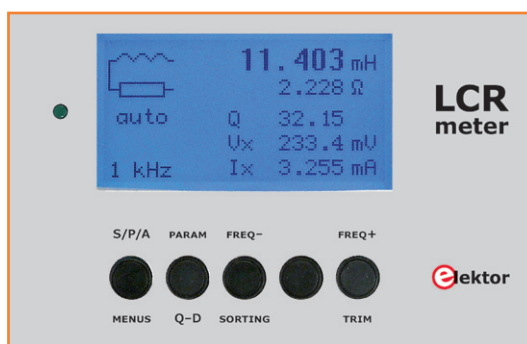 11.403 mH
2.228 Ω
auto
Q 32.15
Vx 233.4 mV
1 kHz
Ix 3.255 mA
LCR
meter
S/P/A PARAM FREQ– FREQ+
MENUS Q–D SORTING TRIM
elektor